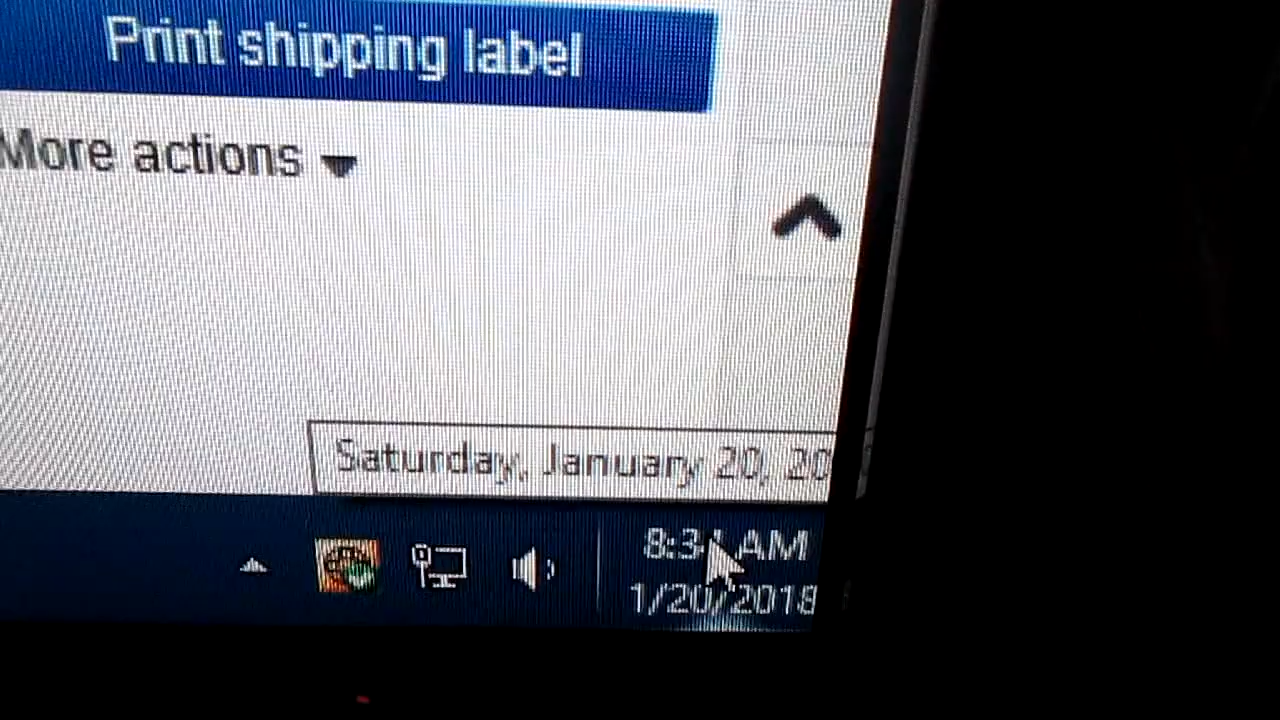 Print shipping label
More actions
Saturday, January 20, 20
AM
1/20/2018